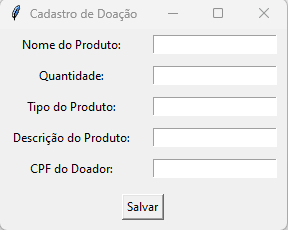 Cadastro de Doação
Nome do Produto:
Quantidade:
Tipo do Produto:
Descrição do Produto:
CPF do Doador:
Salvar